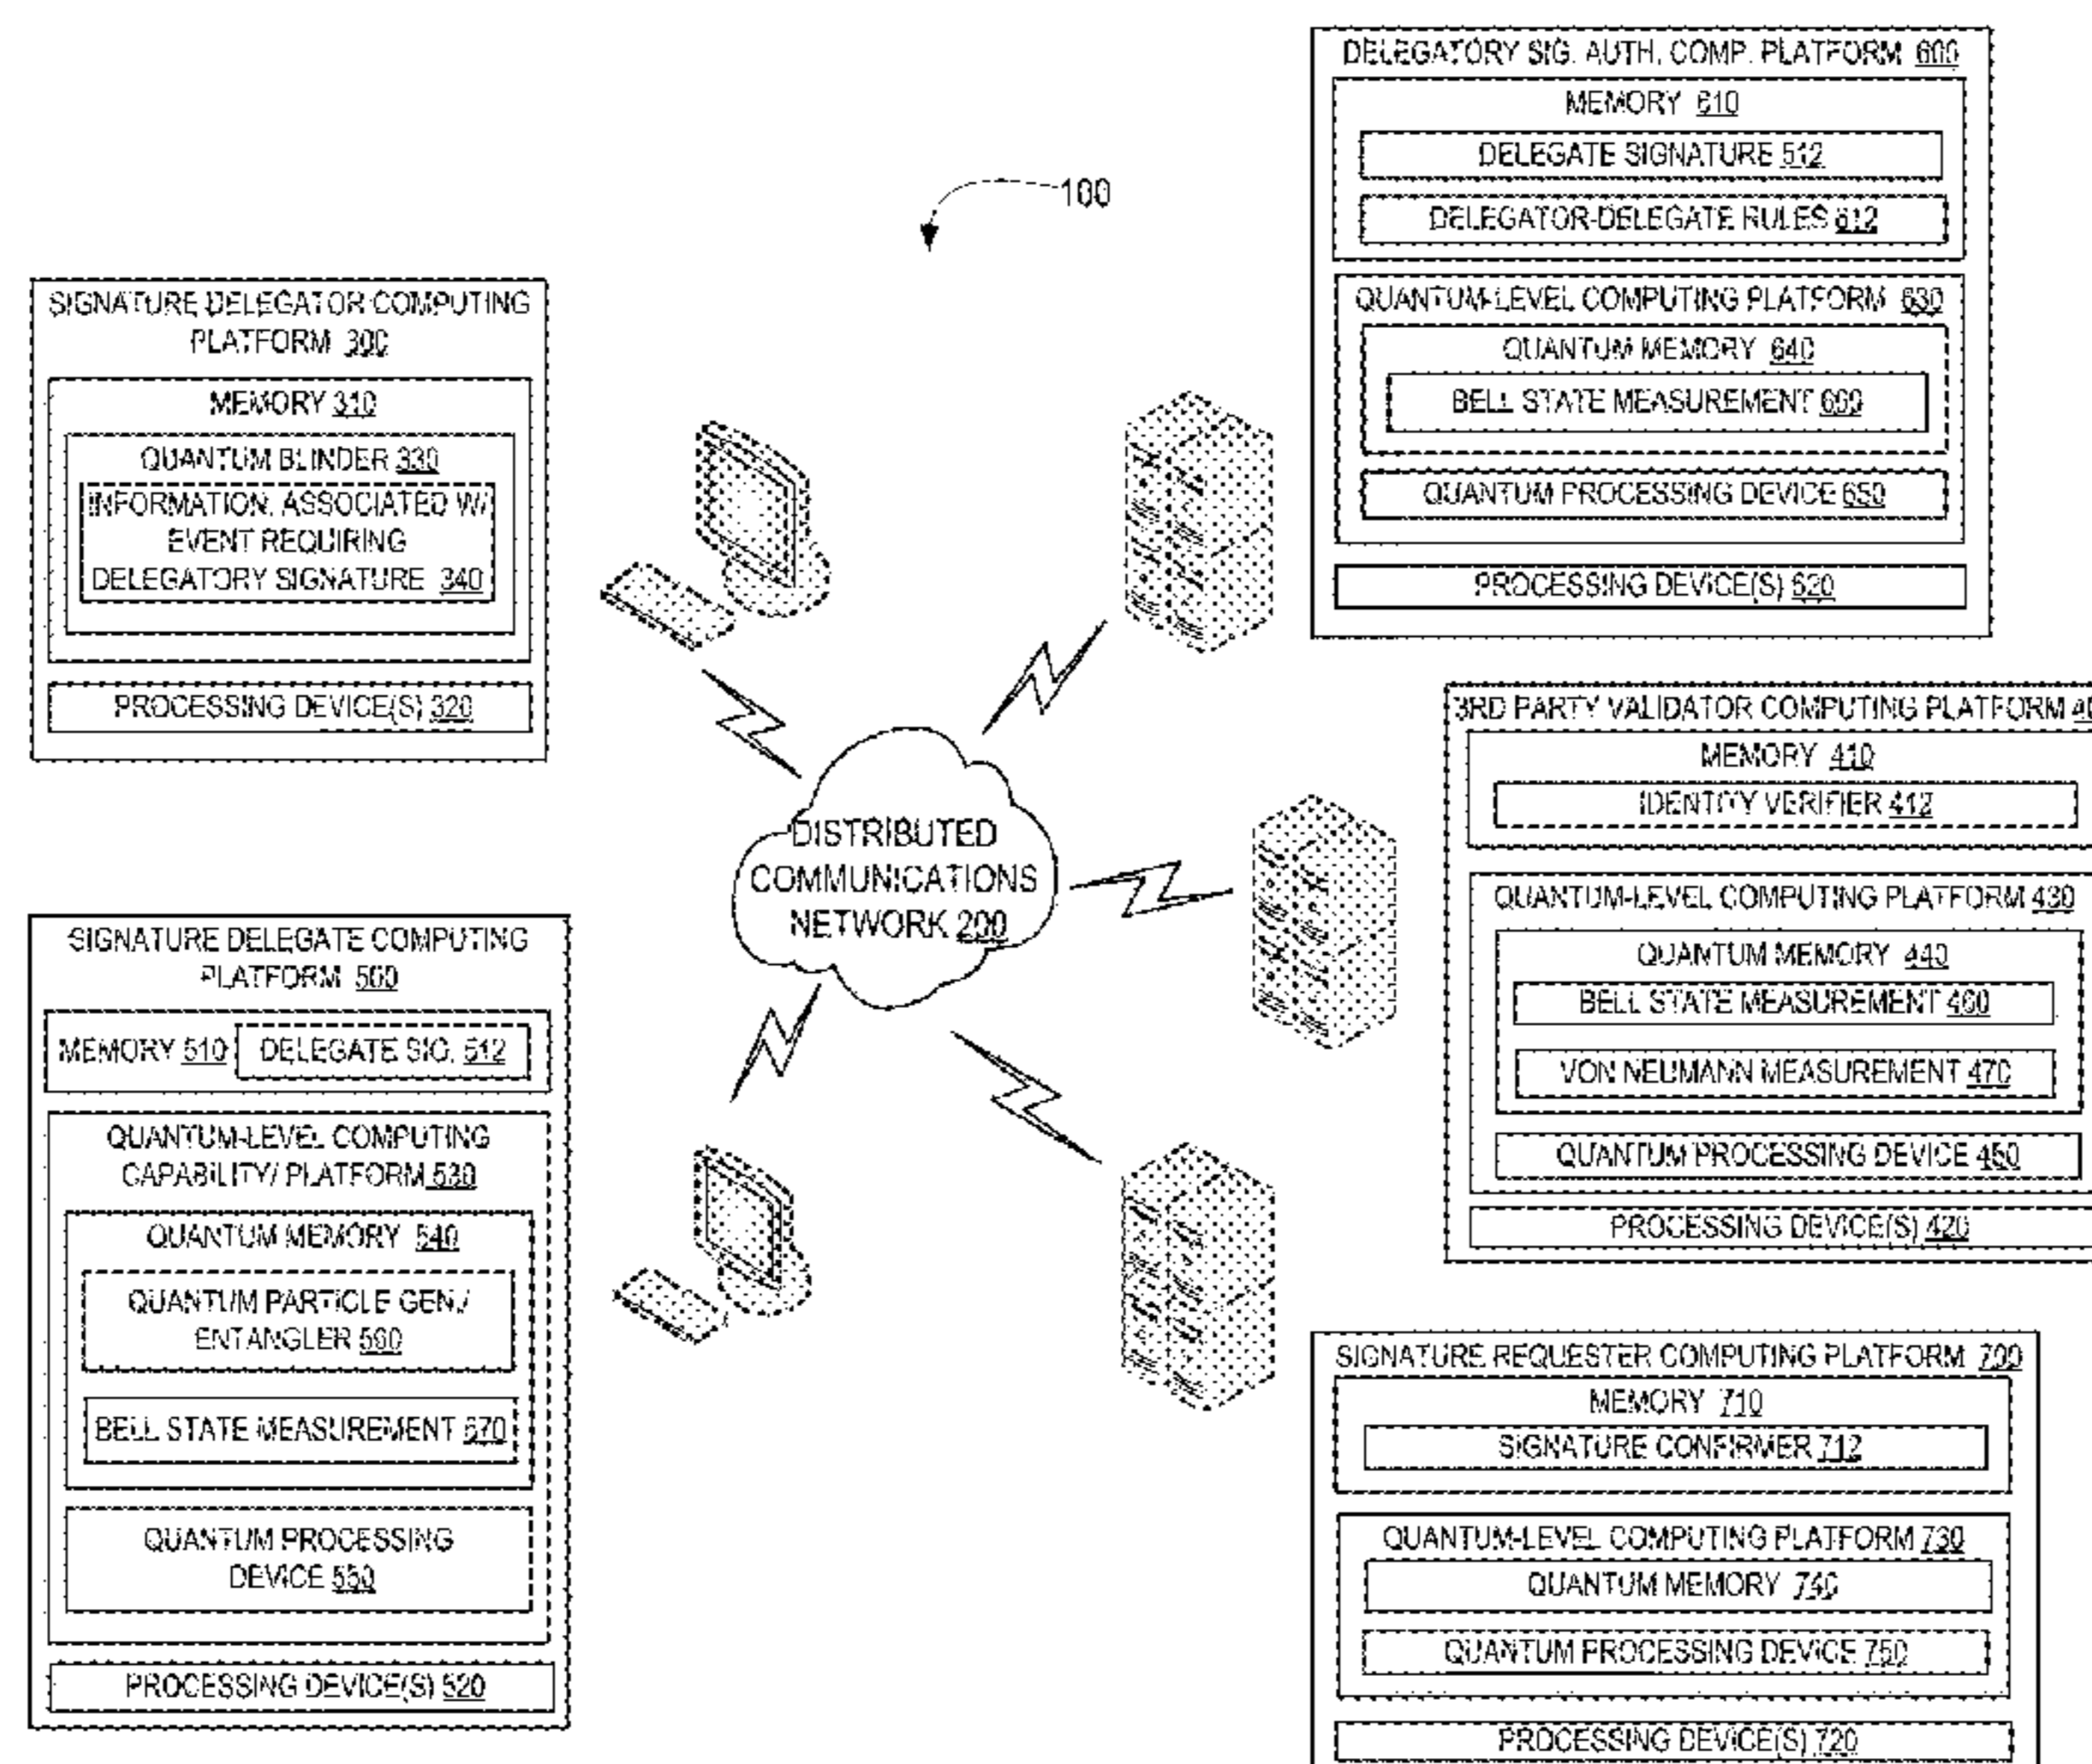 100
DELEGATORY SIG. AUTH. COMP. PLATFORM 600
MEMORY 610
DELEGATE SIGNATURE 512
DELEGATOR-DELEGATE RULES 612
QUANTUM-LEVEL COMPUTING PLATFORM 630
QUANTUM MEMORY 640
BELL STATE MEASUREMENT 660
QUANTUM PROCESSING DEVICE 650
PROCESSING DEVICE(S) 620
SIGNATURE DELEGATOR COMPUTING
PLATFORM 300
MEMORY 310
QUANTUM BLINDER 330
INFORMATION, ASSOCIATED W/
EVENT REQUIRING
DELEGATORY SIGNATURE 340
PROCESSING DEVICE(S) 320
DISTRIBUTED
COMMUNICATIONS
NETWORK 200
3RD PARTY VALIDATOR COMPUTING PLATFORM
MEMORY 410
IDENTITY VERIFIER 412
QUANTUM-LEVEL COMPUTING PLATFORM 430
QUANTUM MEMORY 440
BELL STATE MEASUREMENT 460
VON NEUMANN MEASUREMENT 470
QUANTUM PROCESSING DEVICE 450
PROCESSING DEVICE(S) 420
SIGNATURE DELEGATE COMPUTING
PLATFORM 500
MEMORY 510
DELEGATE SIG. 512
QUANTUM-LEVEL COMPUTING
CAPABILITY/ PLATFORM 530
QUANTUM MEMORY 540
QUANTUM PARTICLE GEN./
ENTANGLER 560
BELL STATE MEASUREMENT 570
QUANTUM PROCESSING
DEVICE 550
PROCESSING DEVICE(S) 520
SIGNATURE REQUESTER COMPUTING PLATFORM 700
MEMORY 710
SIGNATURE CONFIRMER 712
QUANTUM-LEVEL COMPUTING PLATFORM 730
QUANTUM MEMORY 740
QUANTUM PROCESSING DEVICE 750
PROCESSING DEVICE(S) 720